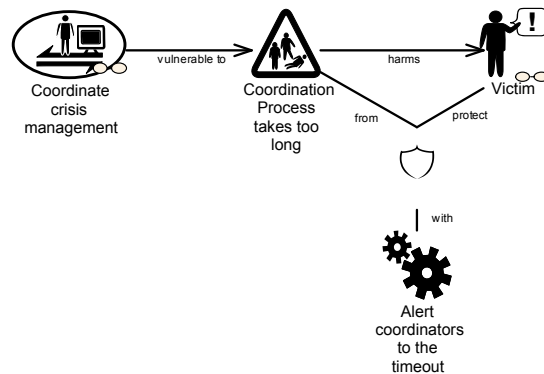 !
vulnerable to
harms
Coordinate
crisis
management
Coordination
Process
takes too
long
Victim
from
protect
with
Alert
coordinators
to the
timeout